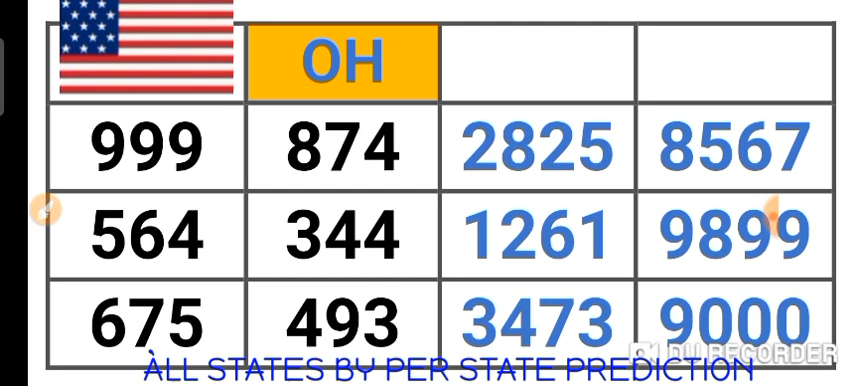 OH
999 874 2825 8567
564 344 1261 9899
675 493 3473 9000
DU RECORDER
ÀLL STATES BY PER STATE PREDICTION